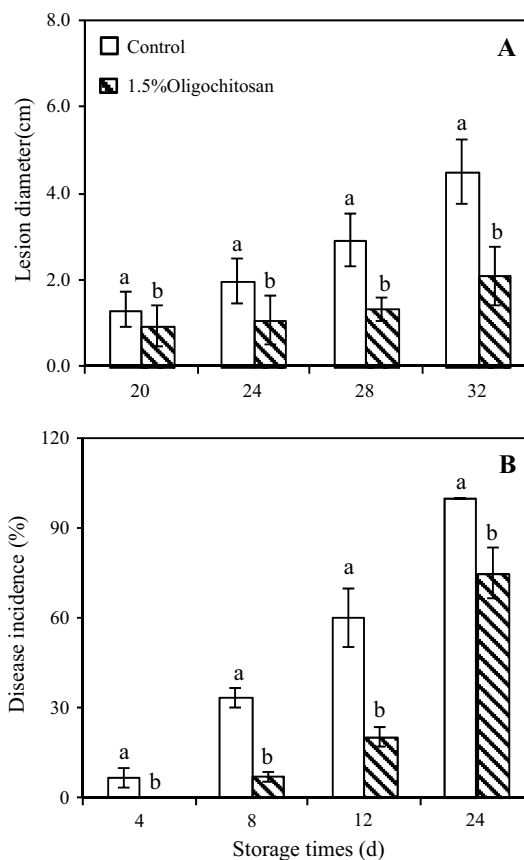 8.0
A
Control
1.5%Oligochitosan
6.0
4.0
2.0
0.0
Lesion diameter(cm)
a
b
a
b
a
b
a
b
20
24
28
32
120
B
90
60
30
0
Disease incidence (%)
a
b
a
b
a
b
a
b
4
8
12
24
Storage times (d)